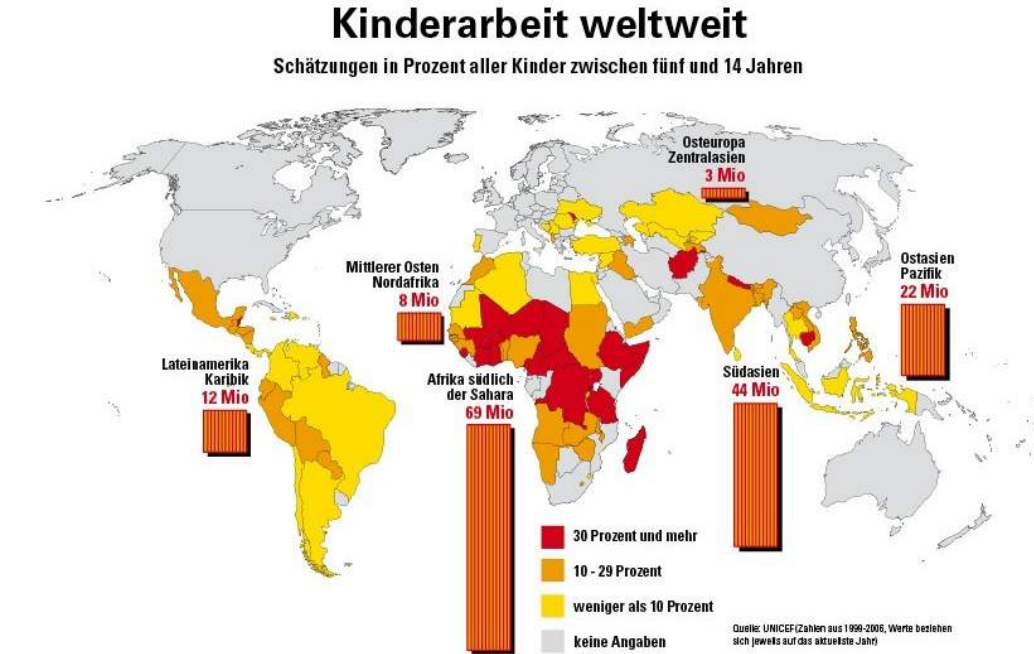 Kinderarbeit weltweit
Schätzungen in Prozent aller Kinder zwischen fünf und 14 Jahren
Osteuropa
Zentralasien
3 Mio
Ostasien
Pazifik
22 Mio
Mittlerer Osten
Nordafrika
8 Mio
Lateinamerika
Karibik
12 Mio
Afrika südlich
der Sahara
69 Mio
Südasien
44 Mio
30 Prozent und mehr
10 - 29 Prozent
weniger als 10 Prozent
keine Angaben
Quelle: UNICEF (Zahlen aus 1999-2006, Werte beziehen
sich jeweils auf das aktuellste Jahr)